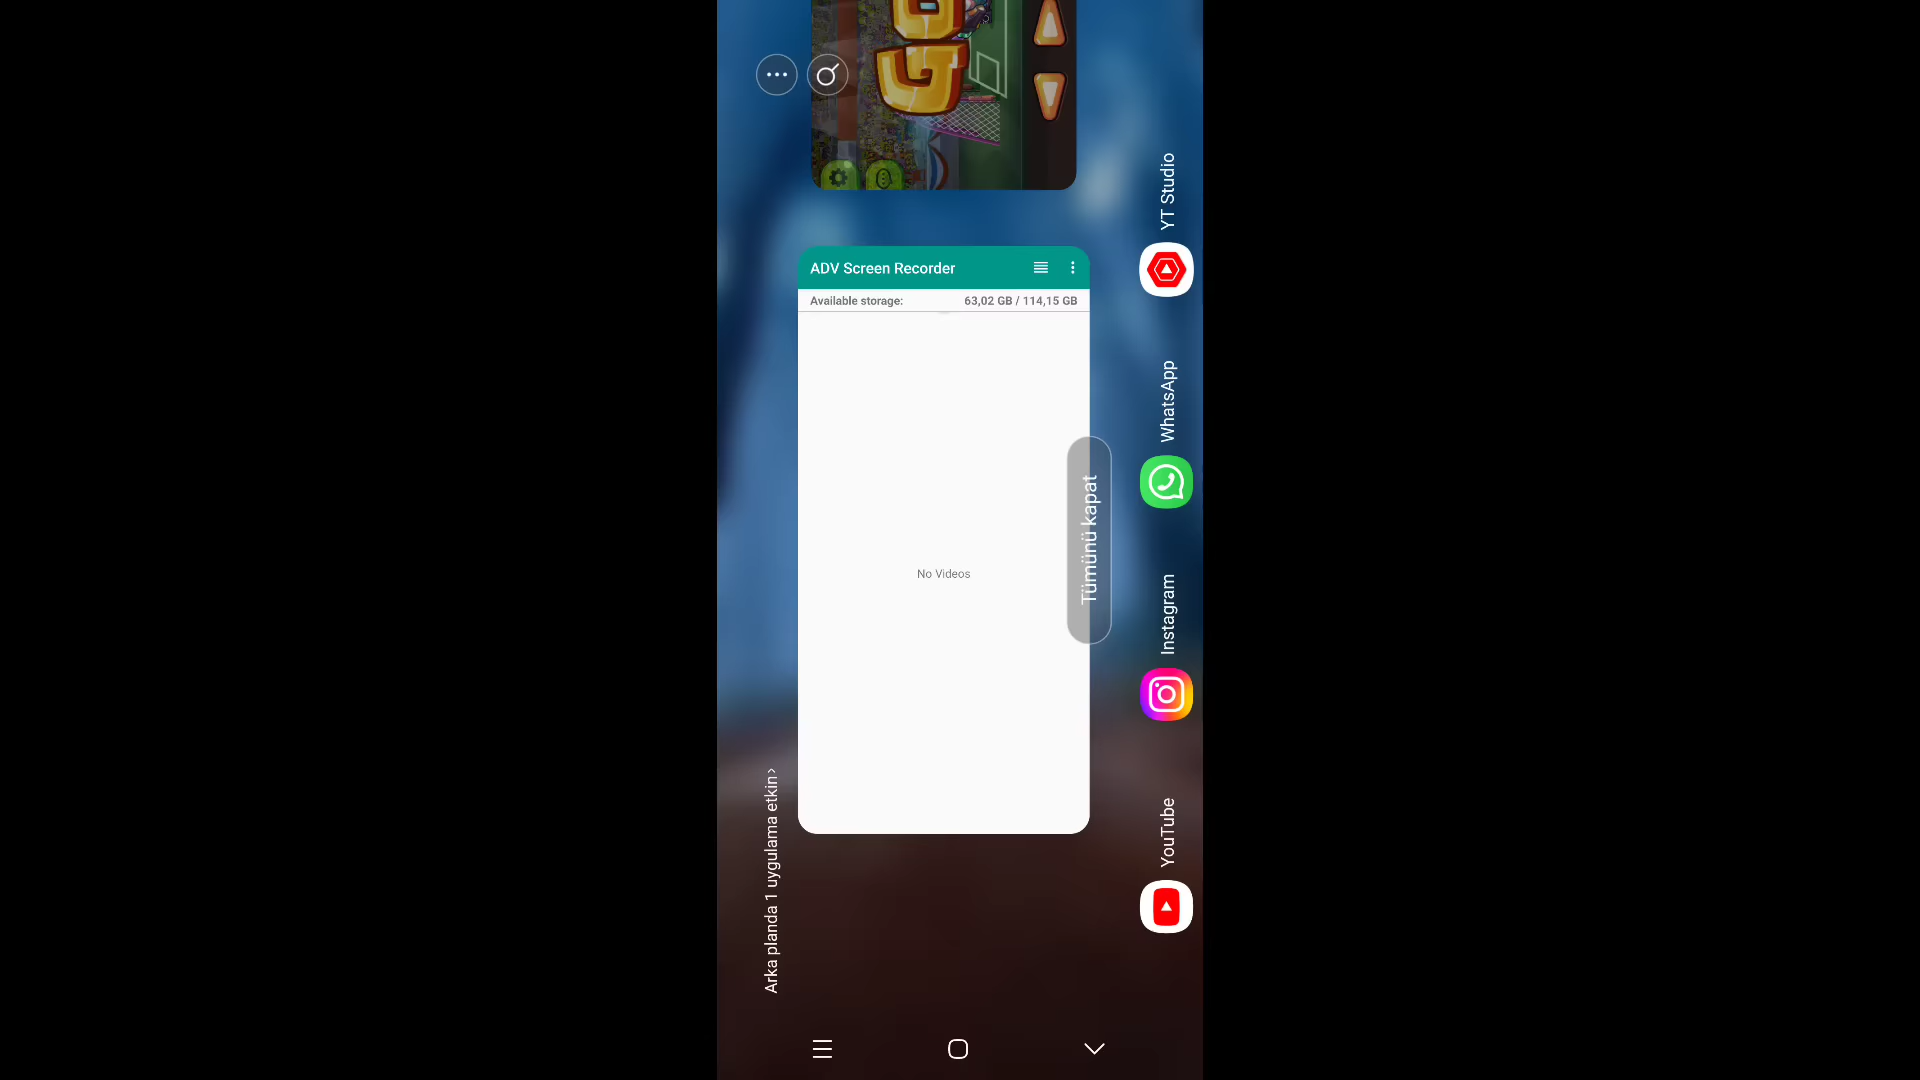 GO
ADV Screen Recorder
Available storage: 63,02 GB / 114,15 GB
No Videos
Tümünü kapat
Arka planda 1 uygulama etkin>
YT Studio
WhatsApp
Instagram
YouTube